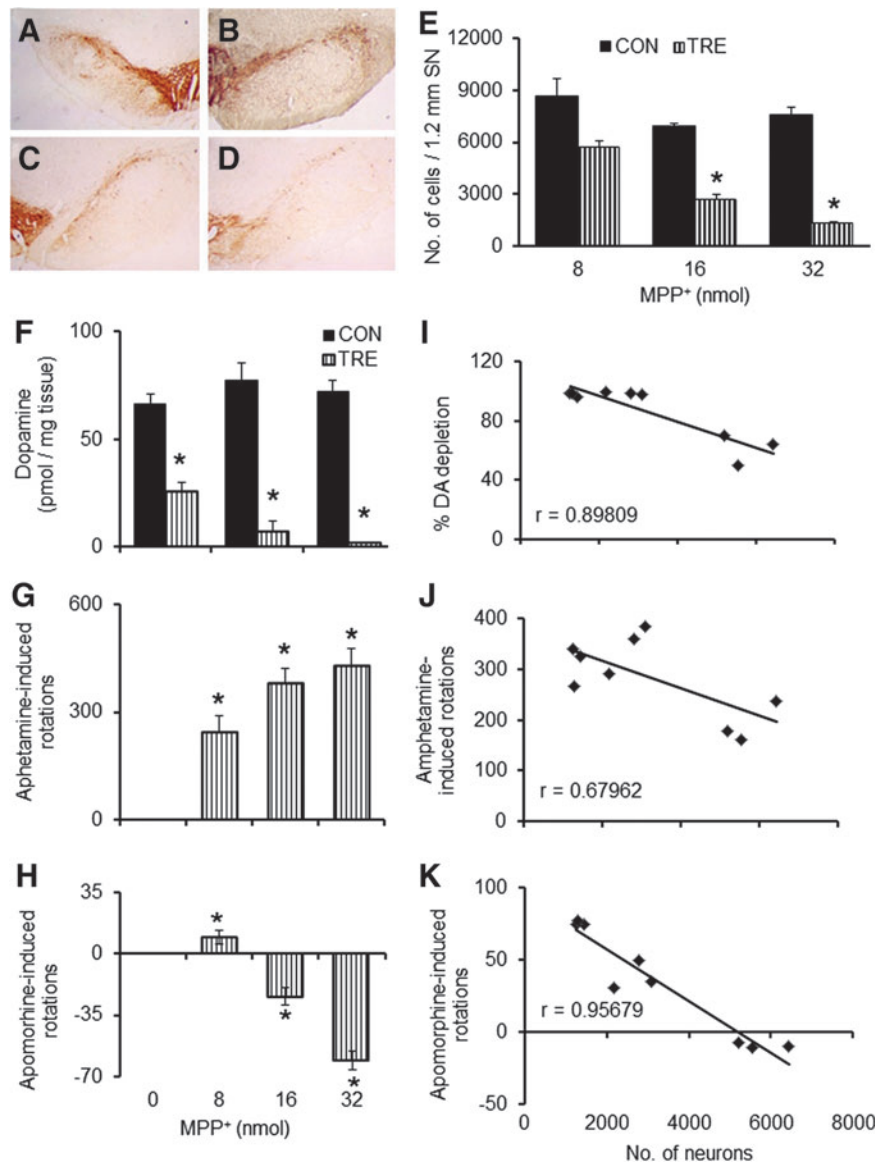 A
B
C
D
E
12000
9000
6000
3000
0
No. of cells / 1.2 mm SN
CON
TRE
*
*
8
16
32
MPP+ (nmol)
F
100
50
0
Dopamine
(pmol / mg tissue)
CON
TRE
*
*
*
G
600
300
0
Aphetamine-induced
rotations
*
*
*
H
35
0
-35
-70
Apomorhine-induced
rotations
*
*
*
0
8
16
32
MPP+ (nmol)
I
120
80
40
0
% DA depletion
r = 0.89809
J
400
300
200
100
0
Amphetamine-
induced rotations
r = 0.67962
K
100
50
0
-50
Apomorphine-induced
rotations
r = 0.95679
0
2000
4000
6000
8000
No. of neurons